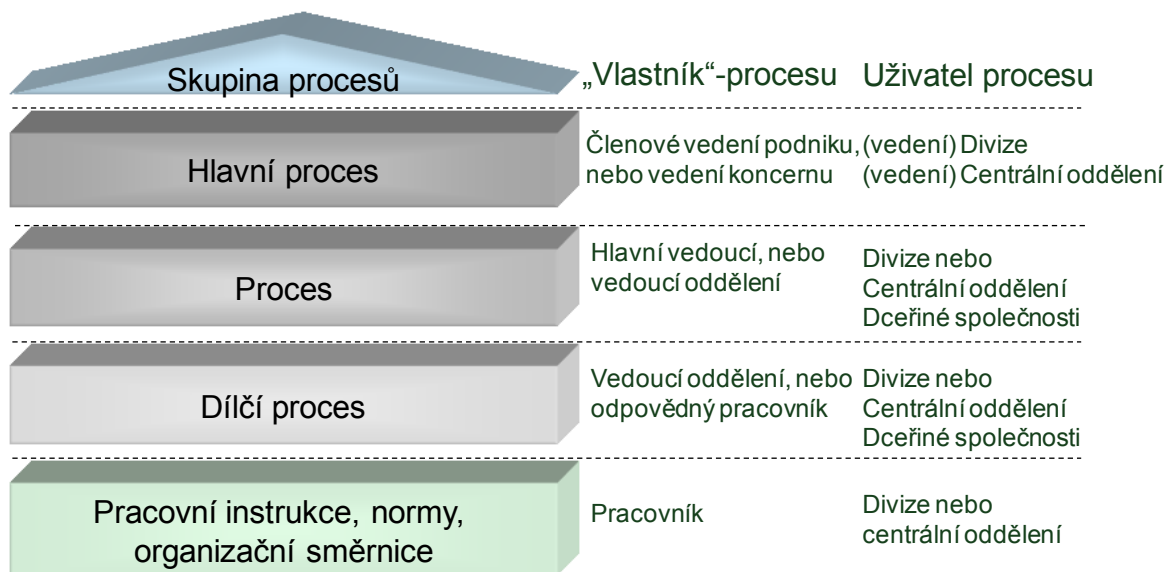 Skupina procesů
„Vlastník“-procesu
Uživatel procesu
Hlavní proces
Členové vedení podniku,
nebo vedení koncernu
(vedení) Divize
(vedení) Centrální oddělení
Proces
Hlavní vedoucí, nebo
vedoucí oddělení
Divize nebo
Centrální oddělení
Dceřiné společnosti
Dílčí proces
Vedoucí oddělení, nebo
odpovědný pracovník
Divize nebo
Centrální oddělení
Dceřiné společnosti
Pracovní instrukce, normy,
organizační směrnice
Pracovník
Divize nebo
centrální oddělení